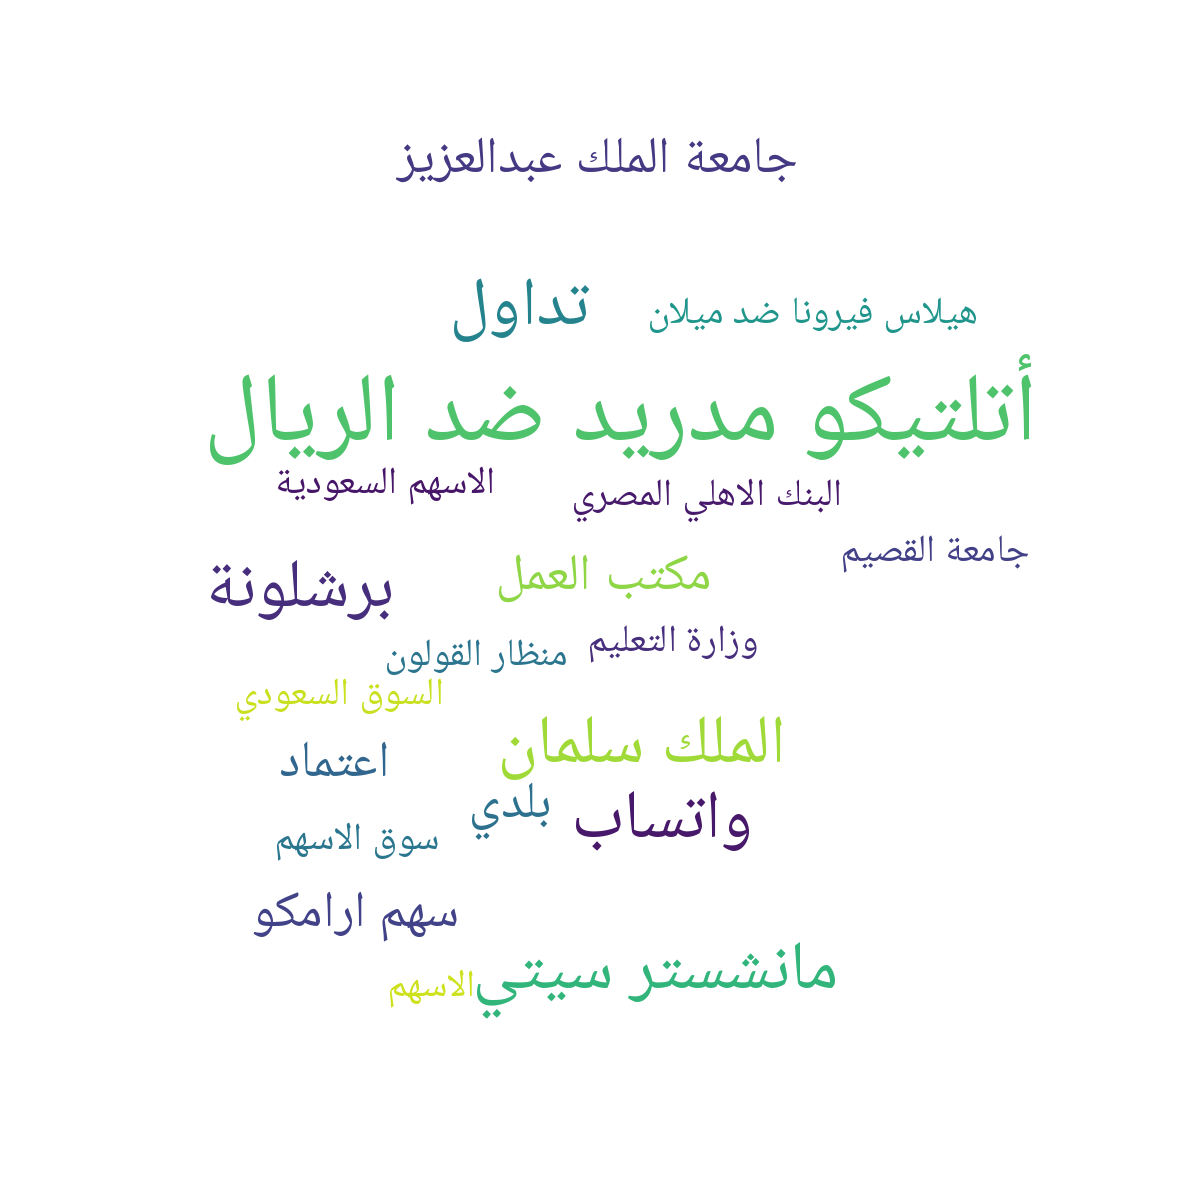 جامعة الملك عبدالعزيز
هيلاس فيرونا ضد ميلان
تداول
أتلتيكو مدريد ضد الريال
البنك الاهلي المصري
الاسهم السعودية
جامعة القصيم
مكتب العمل
برشلونة
وزارة التعليم
منظار القولون
السوق السعودي
الملك سلمان
اعتماد
بلدي
واتساب
سوق الاسهم
سهم ارامكو
مانشستر سيتي
الاسهم